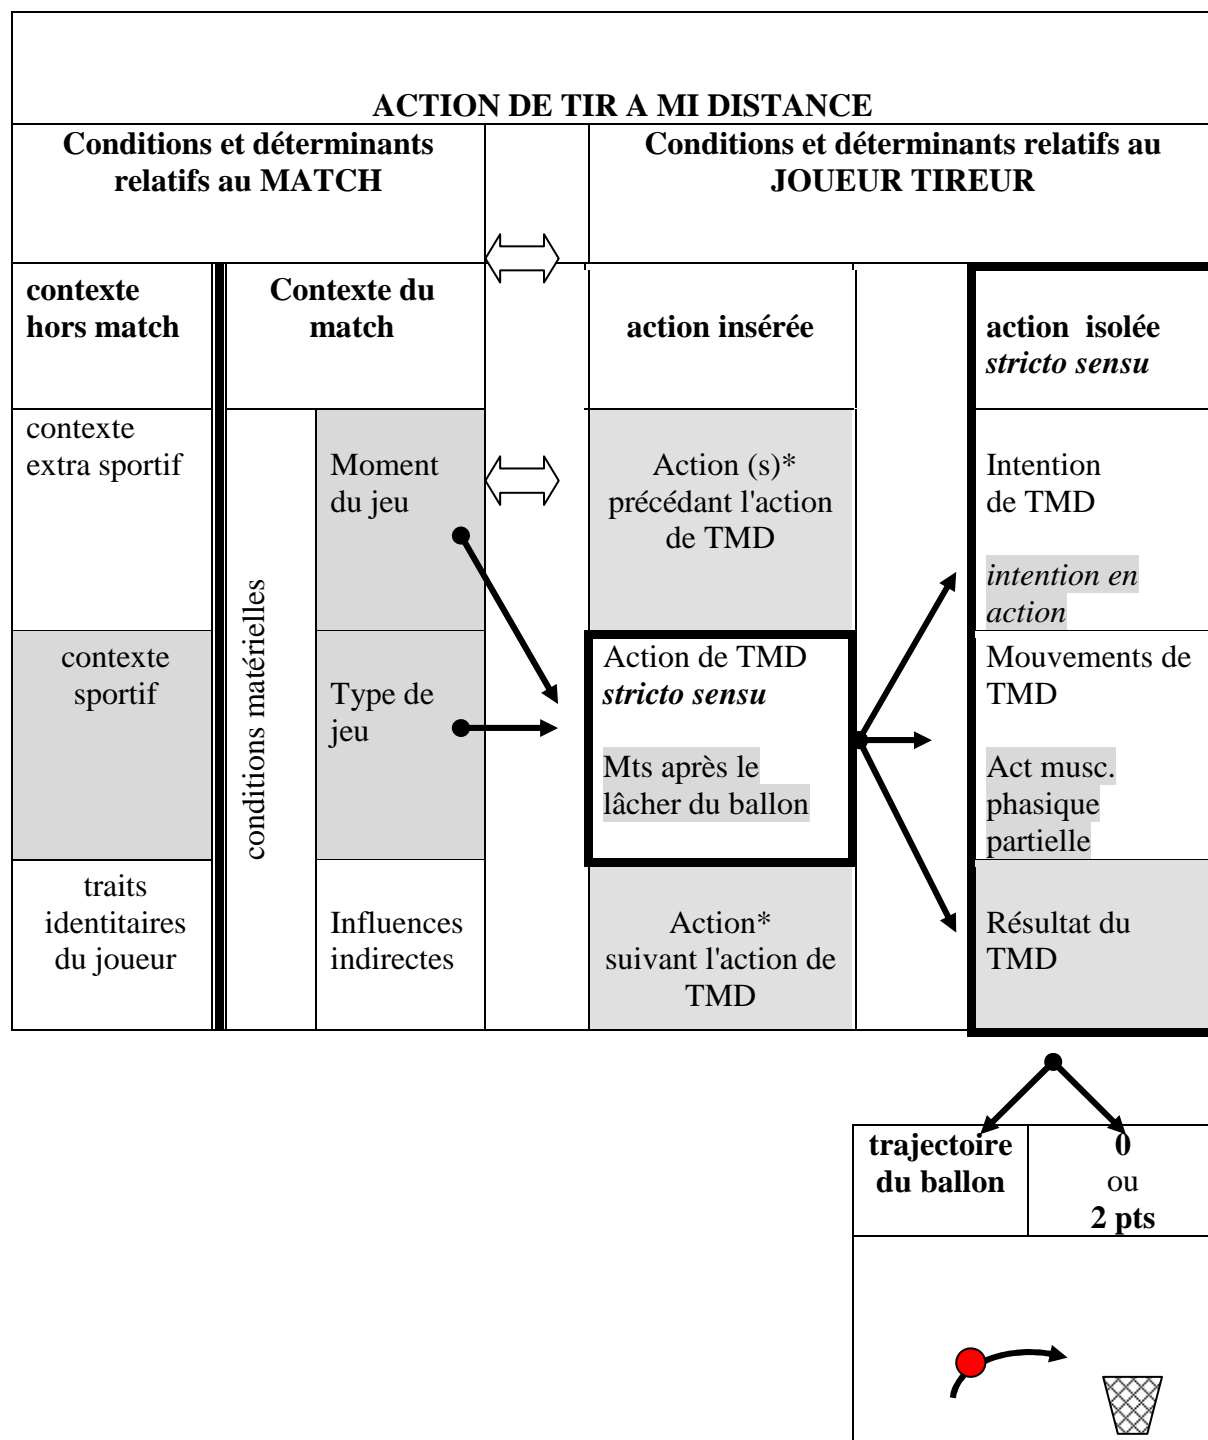 ACTION DE TIR A MI DISTANCE
Conditions et déterminants
relatifs au MATCH
Conditions et déterminants relatifs au
JOUEUR TIREUR
contexte
hors match
Contexte du
match
action insérée
action isolée
stricto sensu
contexte
extra sportif
contexte
sportif
traits
identitaires
du joueur
conditions matérielles
Moment
du jeu
Type de
jeu
Influences
indirectes
Action (s)*
précédant l'action
de TMD
Action de TMD
stricto sensu
Mts après le
lâcher du ballon
Action*
suivant l'action de
TMD
Intention
de TMD
intention en
action
Mouvements de
TMD
Act musc.
phasique
partielle
Résultat du
TMD
trajectoire
du ballon
0
ou
2 pts